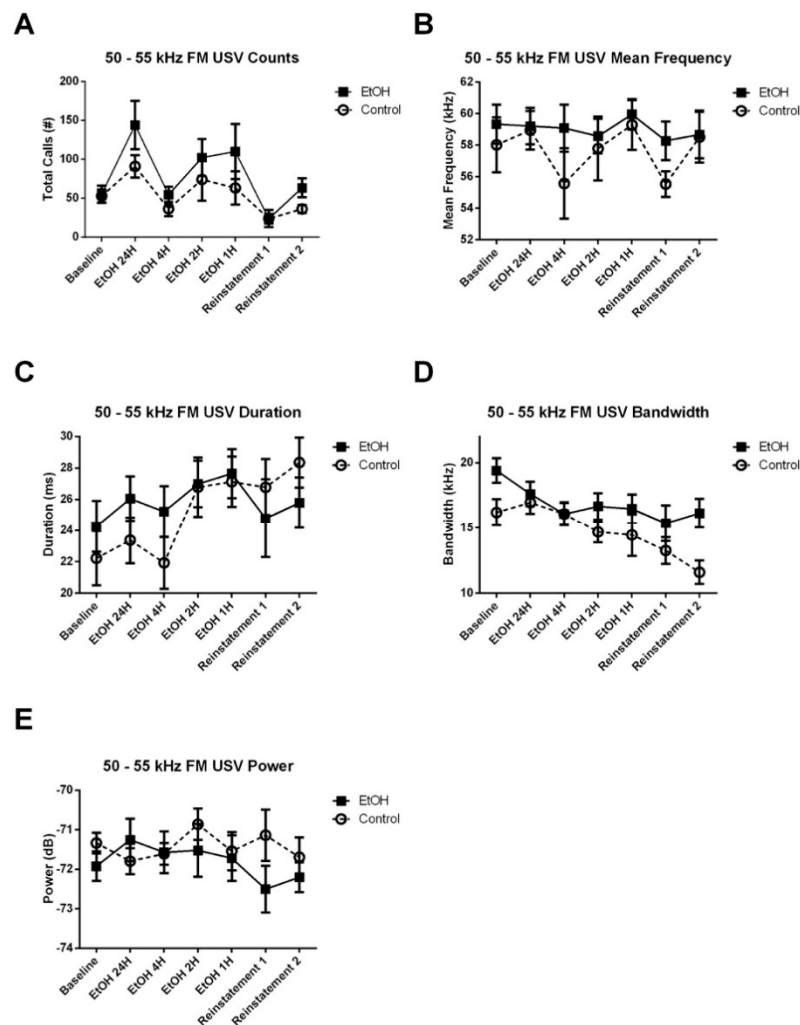 A
50 - 55 kHz FM USV Counts
EtOH
Control
Total Calls (#)
200
150
100
50
0
Baseline
EtOH 24H
EtOH 4H
EtOH 2H
EtOH 1H
Reinstatement 1
Reinstatement 2
B
50 - 55 kHz FM USV Mean Frequency
EtOH
Control
Mean Frequency (kHz)
62
60
58
56
54
52
Baseline
EtOH 24H
EtOH 4H
EtOH 2H
EtOH 1H
Reinstatement 1
Reinstatement 2
C
50 - 55 kHz FM USV Duration
EtOH
Control
Duration (ms)
30
28
26
24
22
20
Baseline
EtOH 24H
EtOH 4H
EtOH 2H
EtOH 1H
Reinstatement 1
Reinstatement 2
D
50 - 55 kHz FM USV Bandwidth
EtOH
Control
Bandwidth (kHz)
20
15
10
Baseline
EtOH 24H
EtOH 4H
EtOH 2H
EtOH 1H
Reinstatement 1
Reinstatement 2
E
50 - 55 kHz FM USV Power
EtOH
Control
Power (dB)
-70
-71
-72
-73
-74
Baseline
EtOH 24H
EtOH 4H
EtOH 2H
EtOH 1H
Reinstatement 1
Reinstatement 2